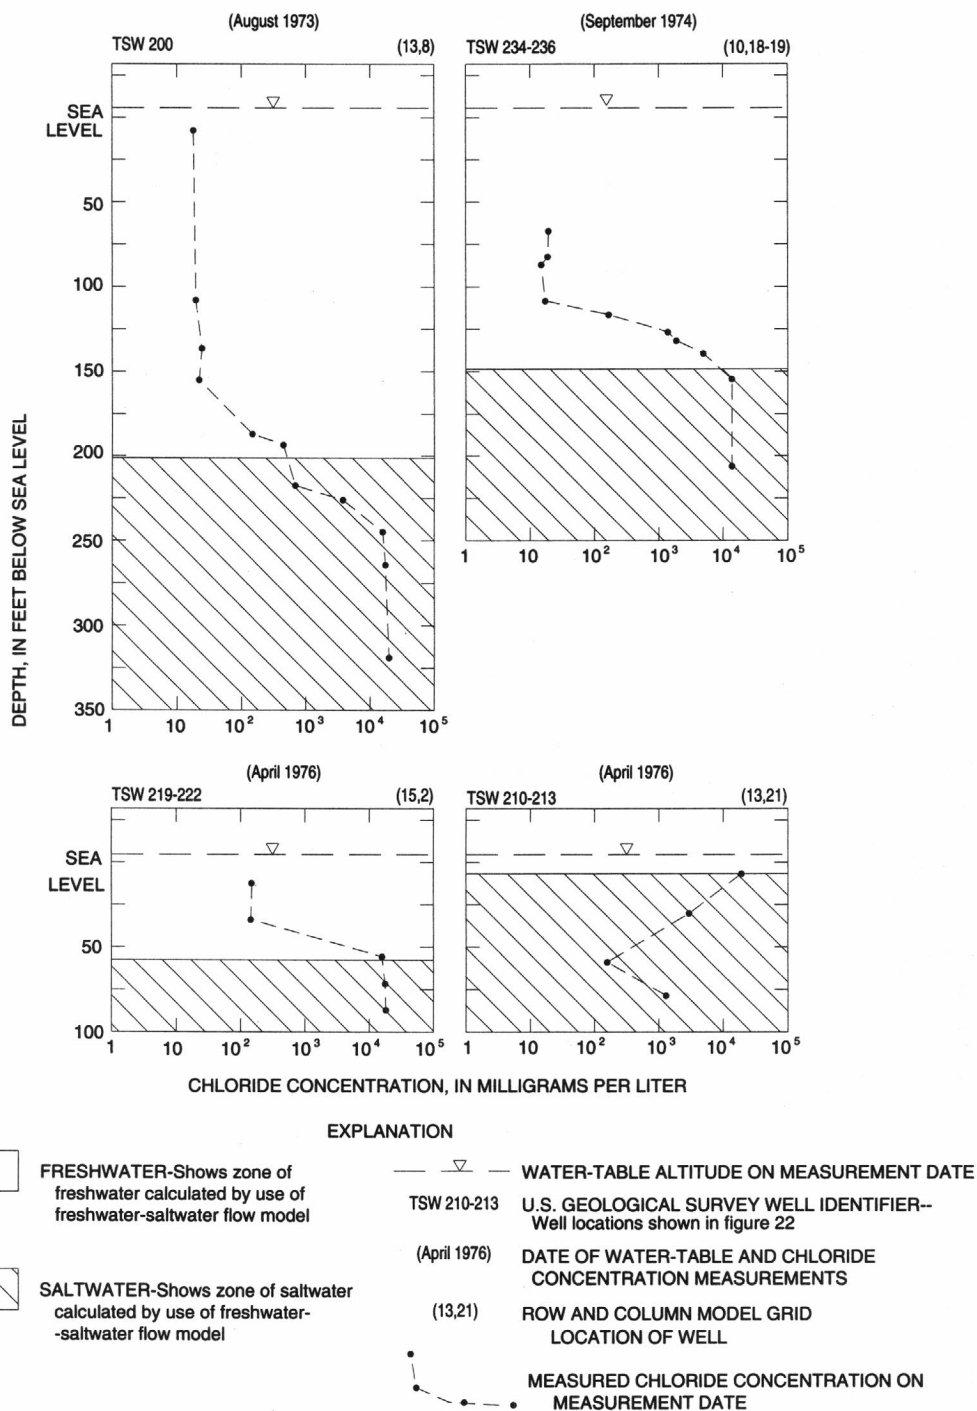 (August 1973)
TSW 200 (13,8)
(September 1974)
TSW 234-236 (10,18-19)
SEA
LEVEL
50
100
150
200
250
300
350
1 10 10² 10³ 10⁴ 10⁵
1 10 10² 10³ 10⁴ 10⁵
(April 1976)
TSW 219-222 (15,2)
(April 1976)
TSW 210-213 (13,21)
SEA
LEVEL
50
100
1 10 10² 10³ 10⁴ 10⁵
1 10 10² 10³ 10⁴ 10⁵
DEPTH, IN FEET BELOW SEA LEVEL
CHLORIDE CONCENTRATION, IN MILLIGRAMS PER LITER
EXPLANATION
FRESHWATER-Shows zone of
freshwater calculated by use of
freshwater-saltwater flow model
SALTWATER-Shows zone of saltwater
calculated by use of freshwater-
-saltwater flow model
WATER-TABLE ALTITUDE ON MEASUREMENT DATE
TSW 210-213 U.S. GEOLOGICAL SURVEY WELL IDENTIFIER--
Well locations shown in figure 22
(April 1976) DATE OF WATER-TABLE AND CHLORIDE
CONCENTRATION MEASUREMENTS
(13,21) ROW AND COLUMN MODEL GRID
LOCATION OF WELL
MEASURED CHLORIDE CONCENTRATION ON
MEASUREMENT DATE